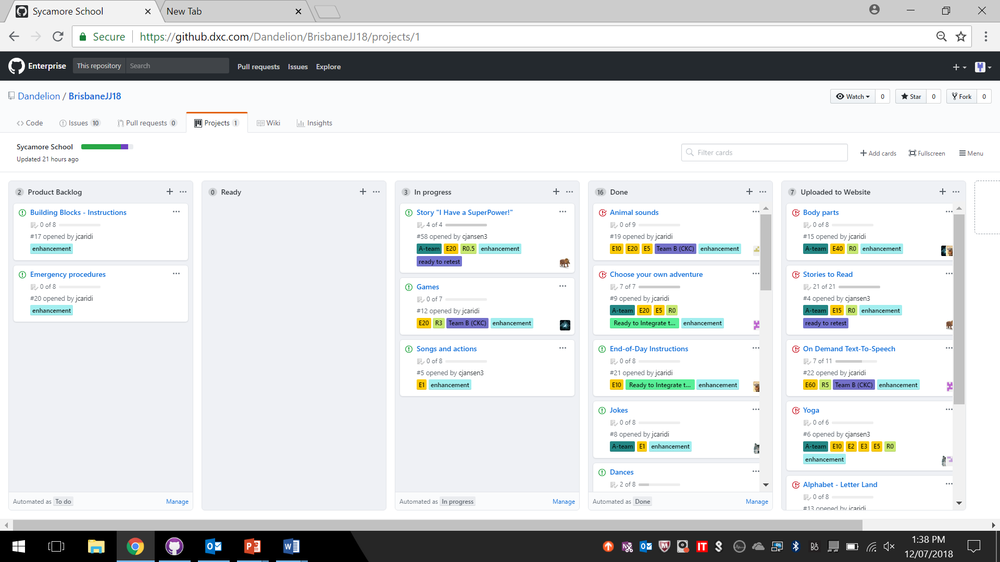 Sycamore School
New Tab
Secure https://github.dxc.com/Dandelion/BrisbaneJJ18/projects/1
Enterprise This repository Search Pull requests Issues Explore
Dandelion / BrisbaneJJ18
Watch 0 Star 0 Fork 0
Code Issues 10 Pull requests 0 Projects 1 Wiki Insights
Sycamore School
Updated 21 hours ago
Filter cards
Add cards Fullscreen Menu
2 Product Backlog
Building Blocks - Instructions
0 of 8
#17 opened by jcaridi
enhancement
Emergency procedures
0 of 8
#20 opened by jcaridi
enhancement
Automated as To do Manage
0 Ready
3 In progress
Story "I Have a SuperPower!"
4 of 4
#58 opened by cjansen3
A-team E20 R0.5 enhancement
ready to retest
Games
0 of 7
#12 opened by jcaridi
E20 R3 Team B (CKC) enhancement
Songs and actions
0 of 8
#5 opened by cjansen3
E1 enhancement
Automated as In progress Manage
16 Done
Animal sounds
0 of 9
#19 opened by jcaridi
E10 E20 E5 Team B (CKC) enhancement
Choose your own adventure
7 of 7
#9 opened by jcaridi
A-team E20 E5 R0
Ready to Integrate t... enhancement
End-of-Day Instructions
0 of 8
#21 opened by jcaridi
E10 Ready to Integrate t... enhancement
Jokes
0 of 8
#8 opened by jcaridi
A-team E1 enhancement
Dances
2 of 8
Automated as Done Manage
7 Uploaded to Website
Body parts
0 of 8
#15 opened by jcaridi
A-team E40 R0 enhancement
Stories to Read
21 of 21
#4 opened by cjansen3
A-team E15 R0 enhancement
ready to retest
On Demand Text-To-Speech
7 of 11
#22 opened by jcaridi
E60 R5 Team B (CKC) enhancement
Yoga
0 of 6
#6 opened by cjansen3
A-team E10 E2 E3 E5 R0
enhancement
Alphabet - Letter Land
0 of 8
#13 opened by jcaridi
1:38 PM
12/07/2018